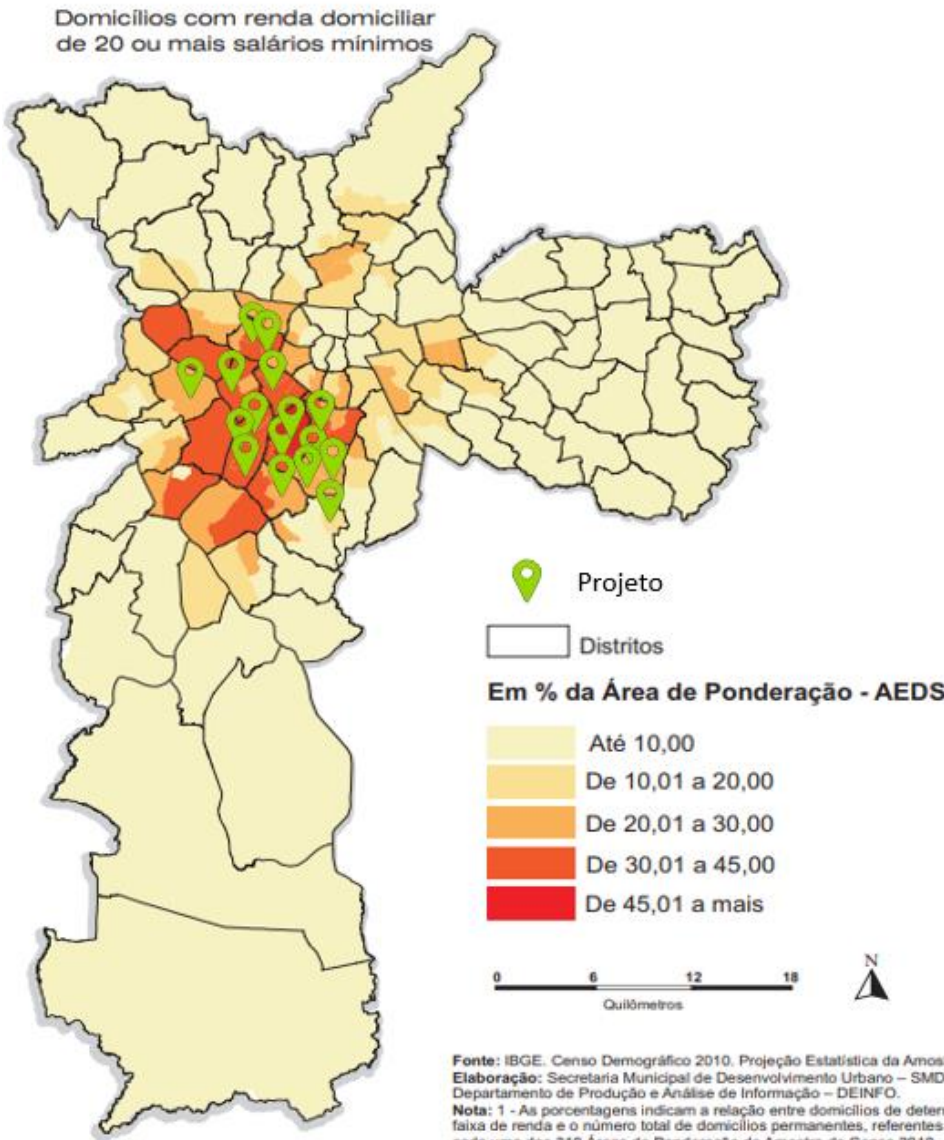 Domicílios com renda domiciliar
de 20 ou mais salários mínimos
Projeto
Distritos
Em % da Área de Ponderação - AEDS
Até 10,00
De 10,01 a 20,00
De 20,01 a 30,00
De 30,01 a 45,00
De 45,01 a mais
0 6 12 18
Quilômetros
N
Fonte: IBGE. Censo Demográfico 2010. Projeção Estatística da Amos
Elaboração: Secretaria Municipal de Desenvolvimento Urbano – SMD
Departamento de Produção e Análise de Informação – DEINFO.
Nota: 1 - As porcentagens indicam a relação entre domicílios de deter
faixa de renda e o número total de domicílios permanentes, referentes